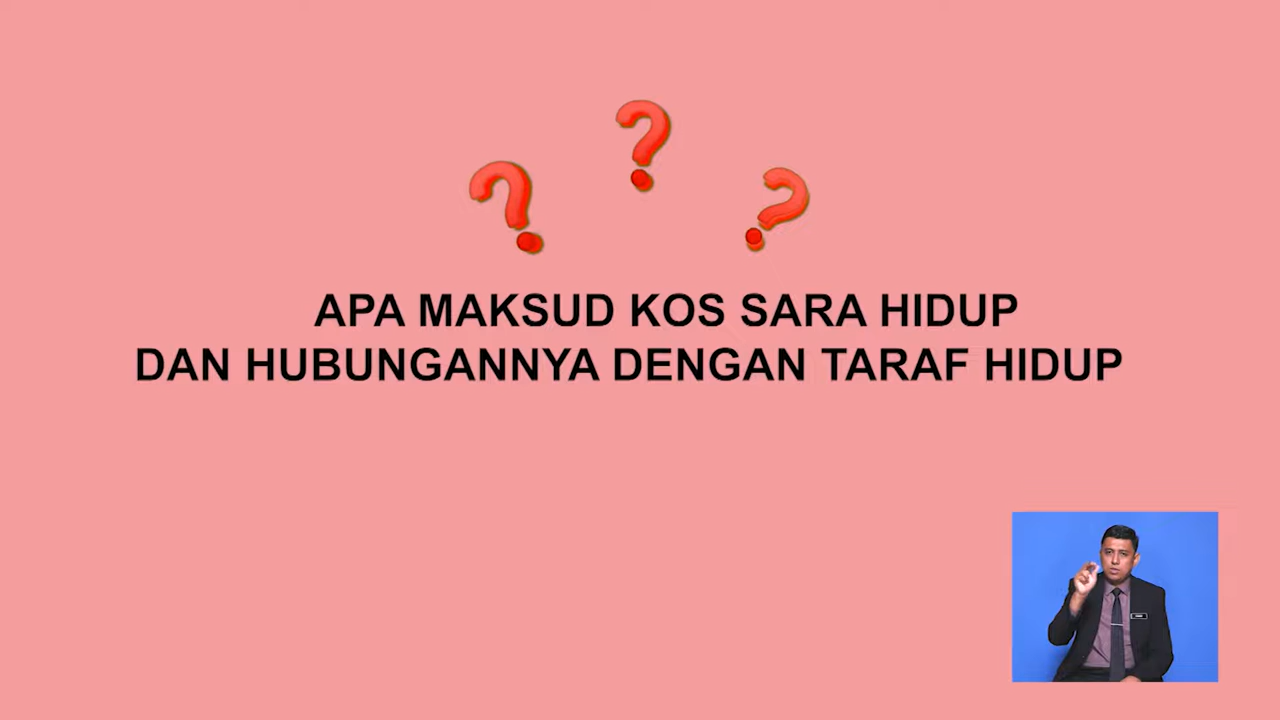 ? ? ?
APA MAKSUD KOS SARA HIDUP
DAN HUBUNGANNYA DENGAN TARAF HIDUP